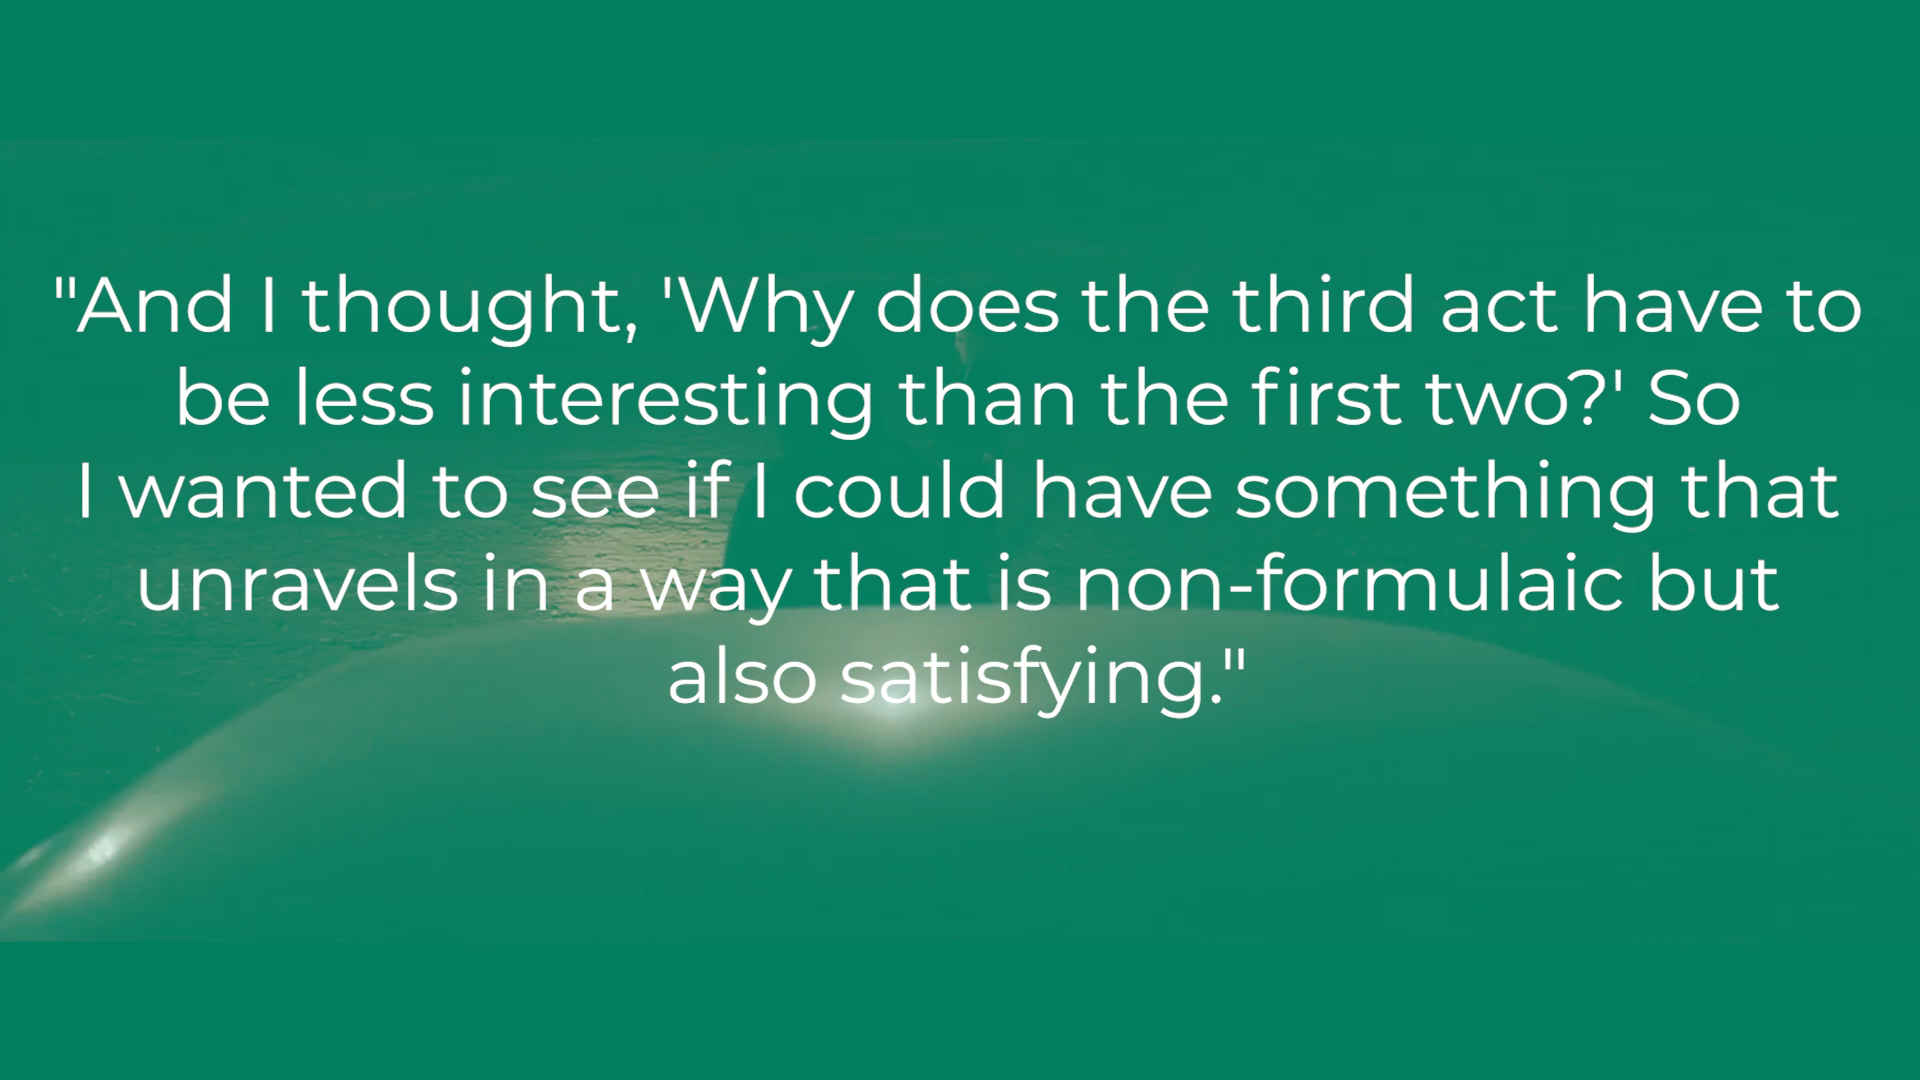 "And I thought, 'Why does the third act have to
be less interesting than the first two?' So
I wanted to see if I could have something that
unravels in a way that is non-formulaic but
also satisfying."